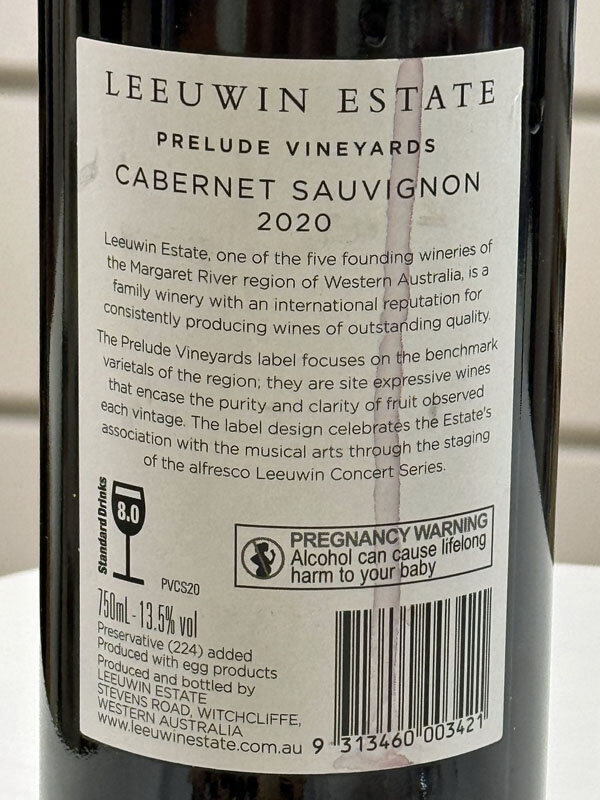 LEEUWIN ESTATE
PRELUDE VINEYARDS
CABERNET SAUVIGNON
2020
Leeuwin Estate, one of the five founding wineries of
the Margaret River region of Western Australia, is a
family winery with an international reputation for
consistently producing wines of outstanding quality.
The Prelude Vineyards label focuses on the benchmark
varietals of the region; they are site expressive wines
that encase the purity and clarity of fruit observed
each vintage. The label design celebrates the Estate's
association with the musical arts through the staging
of the alfresco Leeuwin Concert Series.
Standard Drinks
8.0
PVCS20
PREGNANCY WARNING
Alcohol can cause lifelong
harm to your baby
750mL - 13.5% vol
Preservative (224) added
Produced with egg products
Produced and bottled by
LEEUWIN ESTATE
STEVENS ROAD, WITCHCLIFFE,
WESTERN AUSTRALIA
www.leeuwinestate.com.au
9 313460 003421